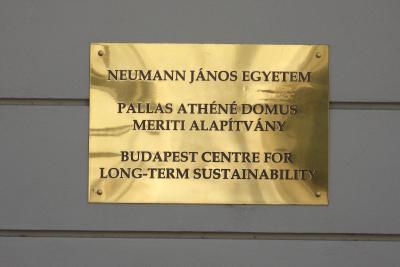 NEUMANN JÁNOS EGYETEM
PALLAS ATHÉNÉ DOMUS
MERITI ALAPÍTVÁNY
BUDAPEST CENTRE FOR
LONG-TERM SUSTAINABILITY